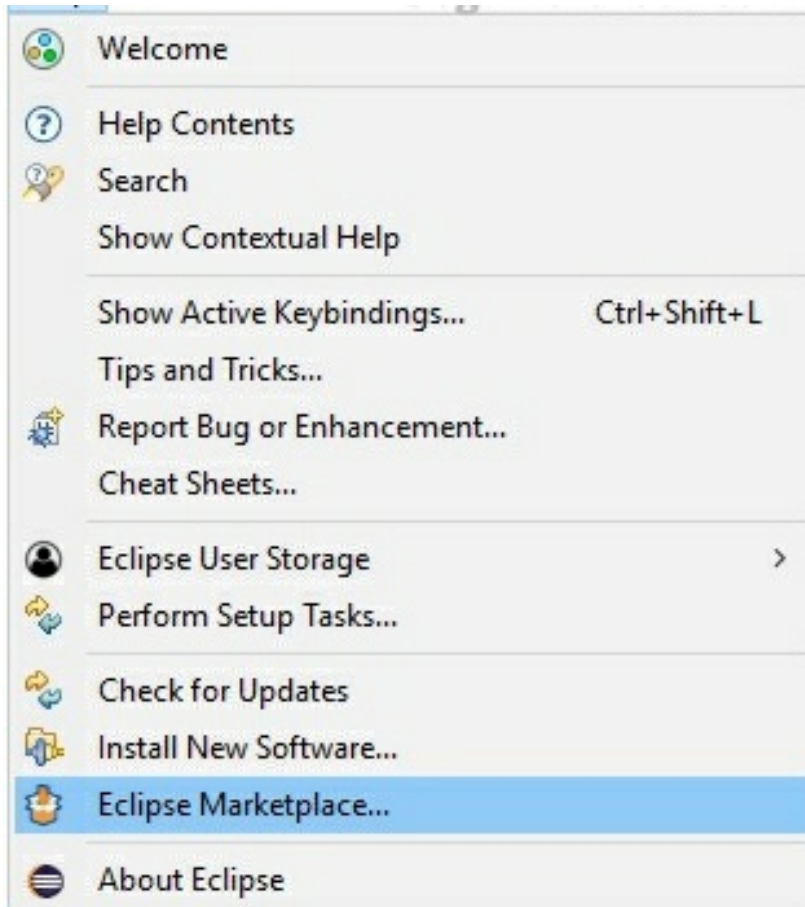 Welcome
Help Contents
Search
Show Contextual Help
Show Active Keybindings... Ctrl+Shift+L
Tips and Tricks...
Report Bug or Enhancement...
Cheat Sheets...
Eclipse User Storage >
Perform Setup Tasks...
Check for Updates
Install New Software...
Eclipse Marketplace...
About Eclipse